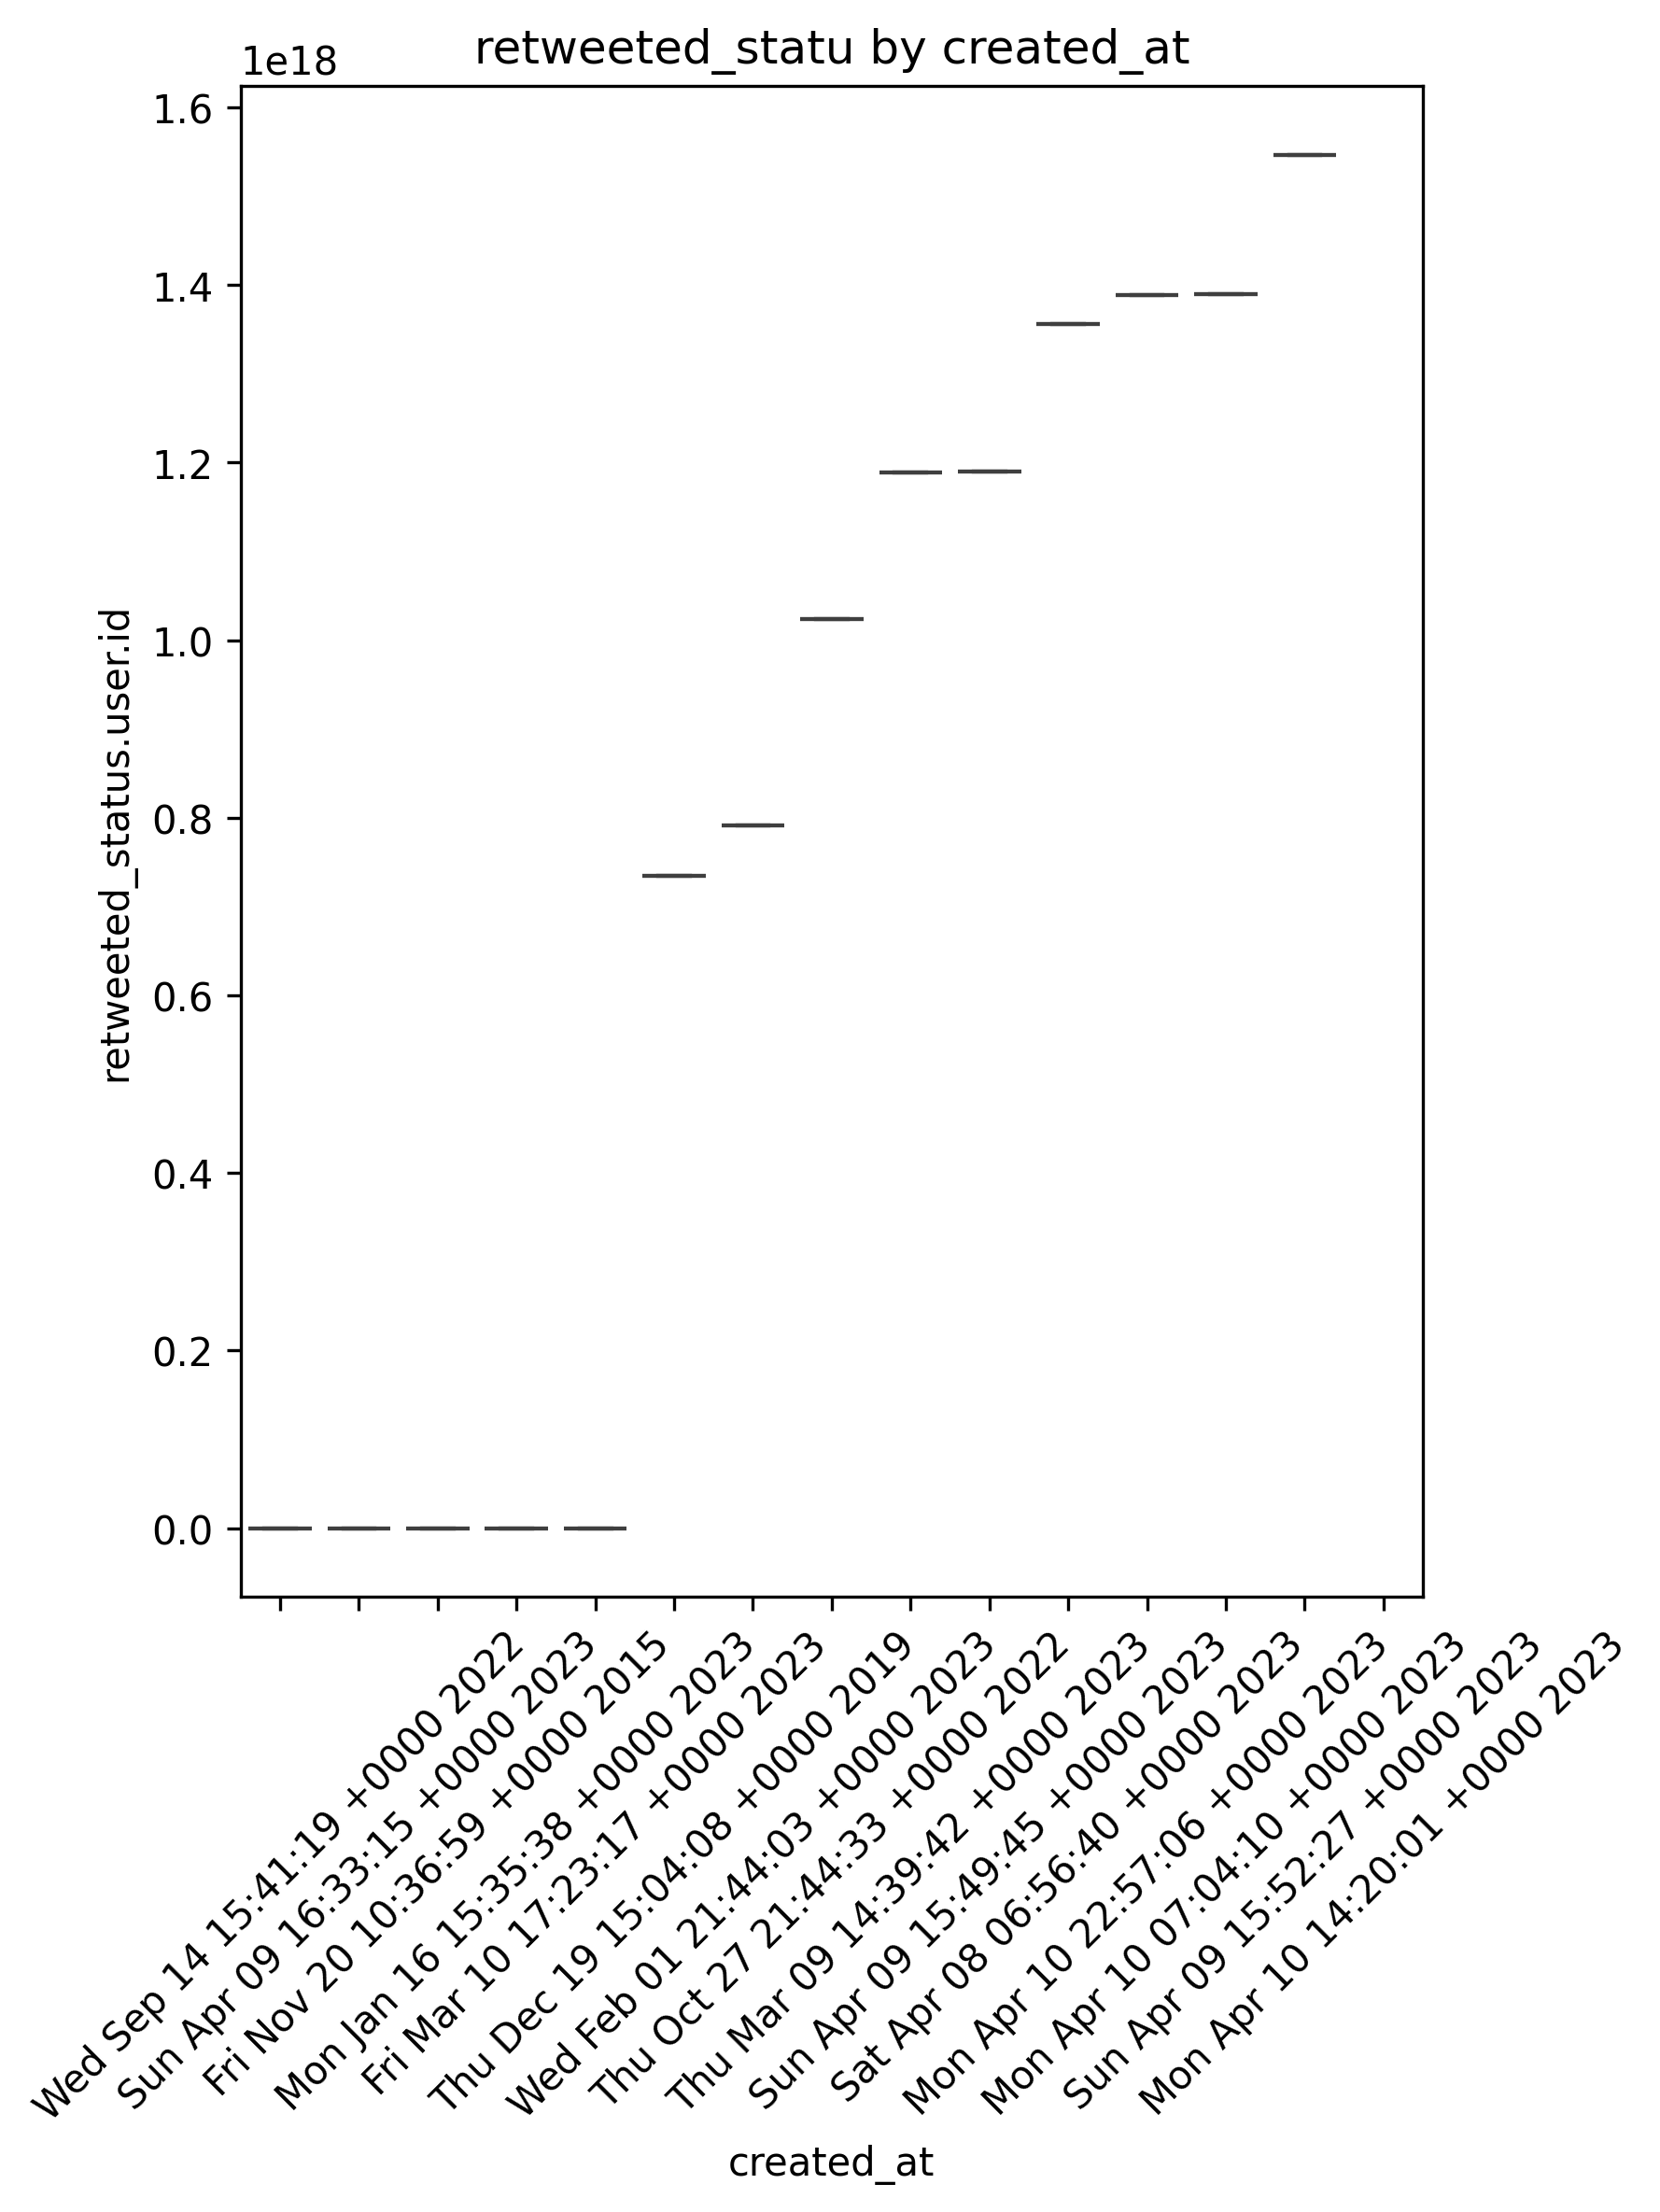 retweeted_statu by created_at
1e18
1.6
1.4
1.2
1.0
0.8
0.6
0.4
0.2
0.0
retweeted_status.user.id
Wed Sep 14 15:41:19 +0000 2022
Sun Apr 09 16:33:15 +0000 2023
Fri Nov 20 10:36:59 +0000 2015
Mon Jan 16 15:35:38 +0000 2023
Fri Mar 10 17:23:17 +0000 2023
Thu Dec 19 15:04:08 +0000 2019
Wed Feb 01 21:44:03 +0000 2023
Thu Oct 27 21:44:33 +0000 2022
Thu Mar 09 14:39:42 +0000 2023
Sun Apr 09 15:49:45 +0000 2023
Sat Apr 08 06:56:40 +0000 2023
Mon Apr 10 22:57:06 +0000 2023
Mon Apr 10 07:04:10 +0000 2023
Sun Apr 09 15:52:27 +0000 2023
Mon Apr 10 14:20:01 +0000 2023
created_at